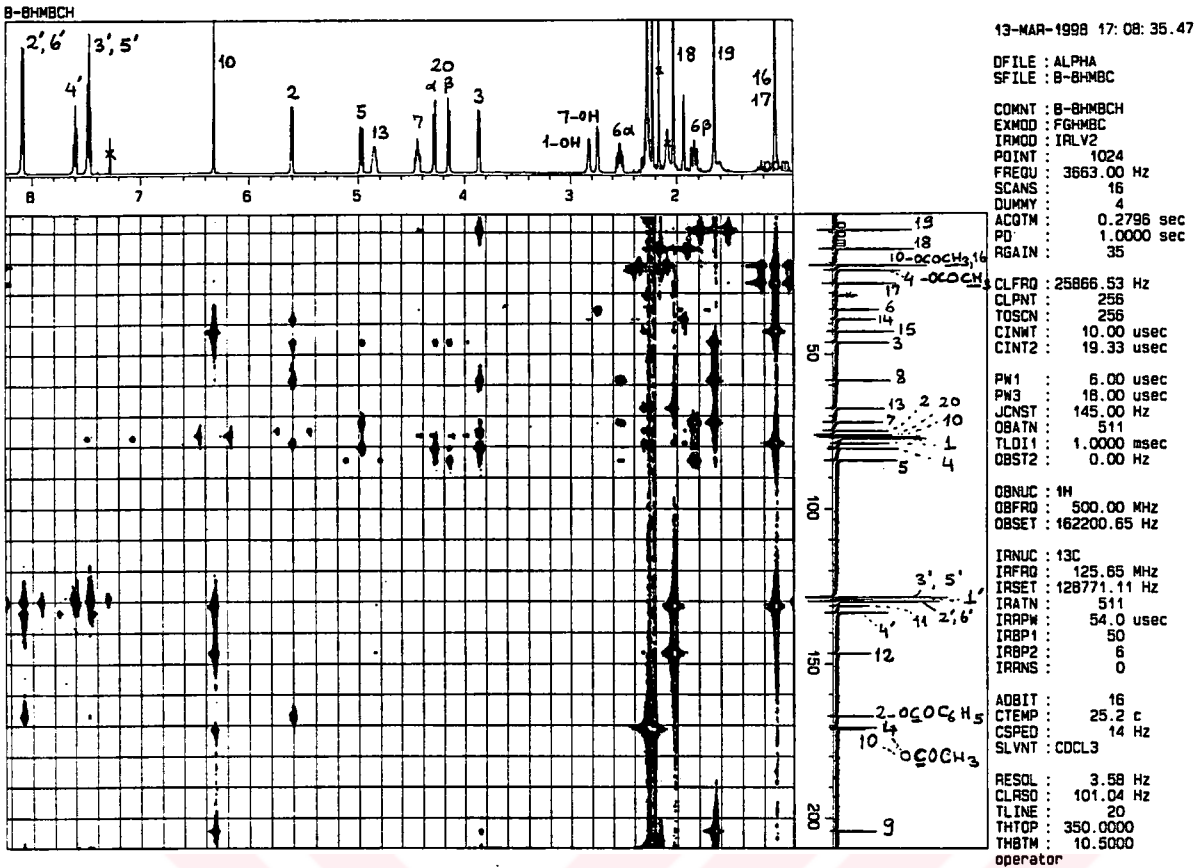 B-BHMBCH
2', 6'
3', 5'
4'
10
2
5
13
7
20
α β
3
7-OH
1-OH
6α
18
6β
19
16
17
8 7 6 5 4 3 2
19
18
10-OCOCH3,16
4-OCOCH3
17
6
14
15
3
8
13 2 20
7 10
1
5 4
3', 5'
1'
2', 6'
11
4'
12
2-OCOC6H5
4
10
OCOCH3
9
50
100
150
200
13-MAR-1998 17:08:35.47
DFILE : ALPHA
SFILE : B-BHMBC
COMNT : B-BHMBCH
EXMOD : FGHMBC
IRMOD : IRLV2
POINT : 1024
FREQU : 3663.00 Hz
SCANS : 16
DUMMY : 4
ACQTM : 0.2796 sec
PD : 1.0000 sec
RGAIN : 35
CLFRQ : 25866.53 Hz
CLPNT : 256
TOSCN : 256
CINWT : 10.00 usec
CINT2 : 19.33 usec
PW1 : 6.00 usec
PW3 : 18.00 usec
JCNST : 145.00 Hz
OBATN : 511
TLDI1 : 1.0000 msec
OBST2 : 0.00 Hz
OBNUC : 1H
OBFRQ : 500.00 MHz
OBSET : 162200.65 Hz
IRNUC : 13C
IRFRQ : 125.65 MHz
IRSET : 128771.11 Hz
IRATN : 511
IRRPW : 54.0 usec
IRBP1 : 50
IRBP2 : 6
IRRNS : 0
ADBIT : 16
CTEMP : 25.2 c
CSPED : 14 Hz
SLVNT : CDCL3
RESOL : 3.58 Hz
CLRSO : 101.04 Hz
TLINE : 20
THTOP : 350.0000
THBTM : 10.5000
operator